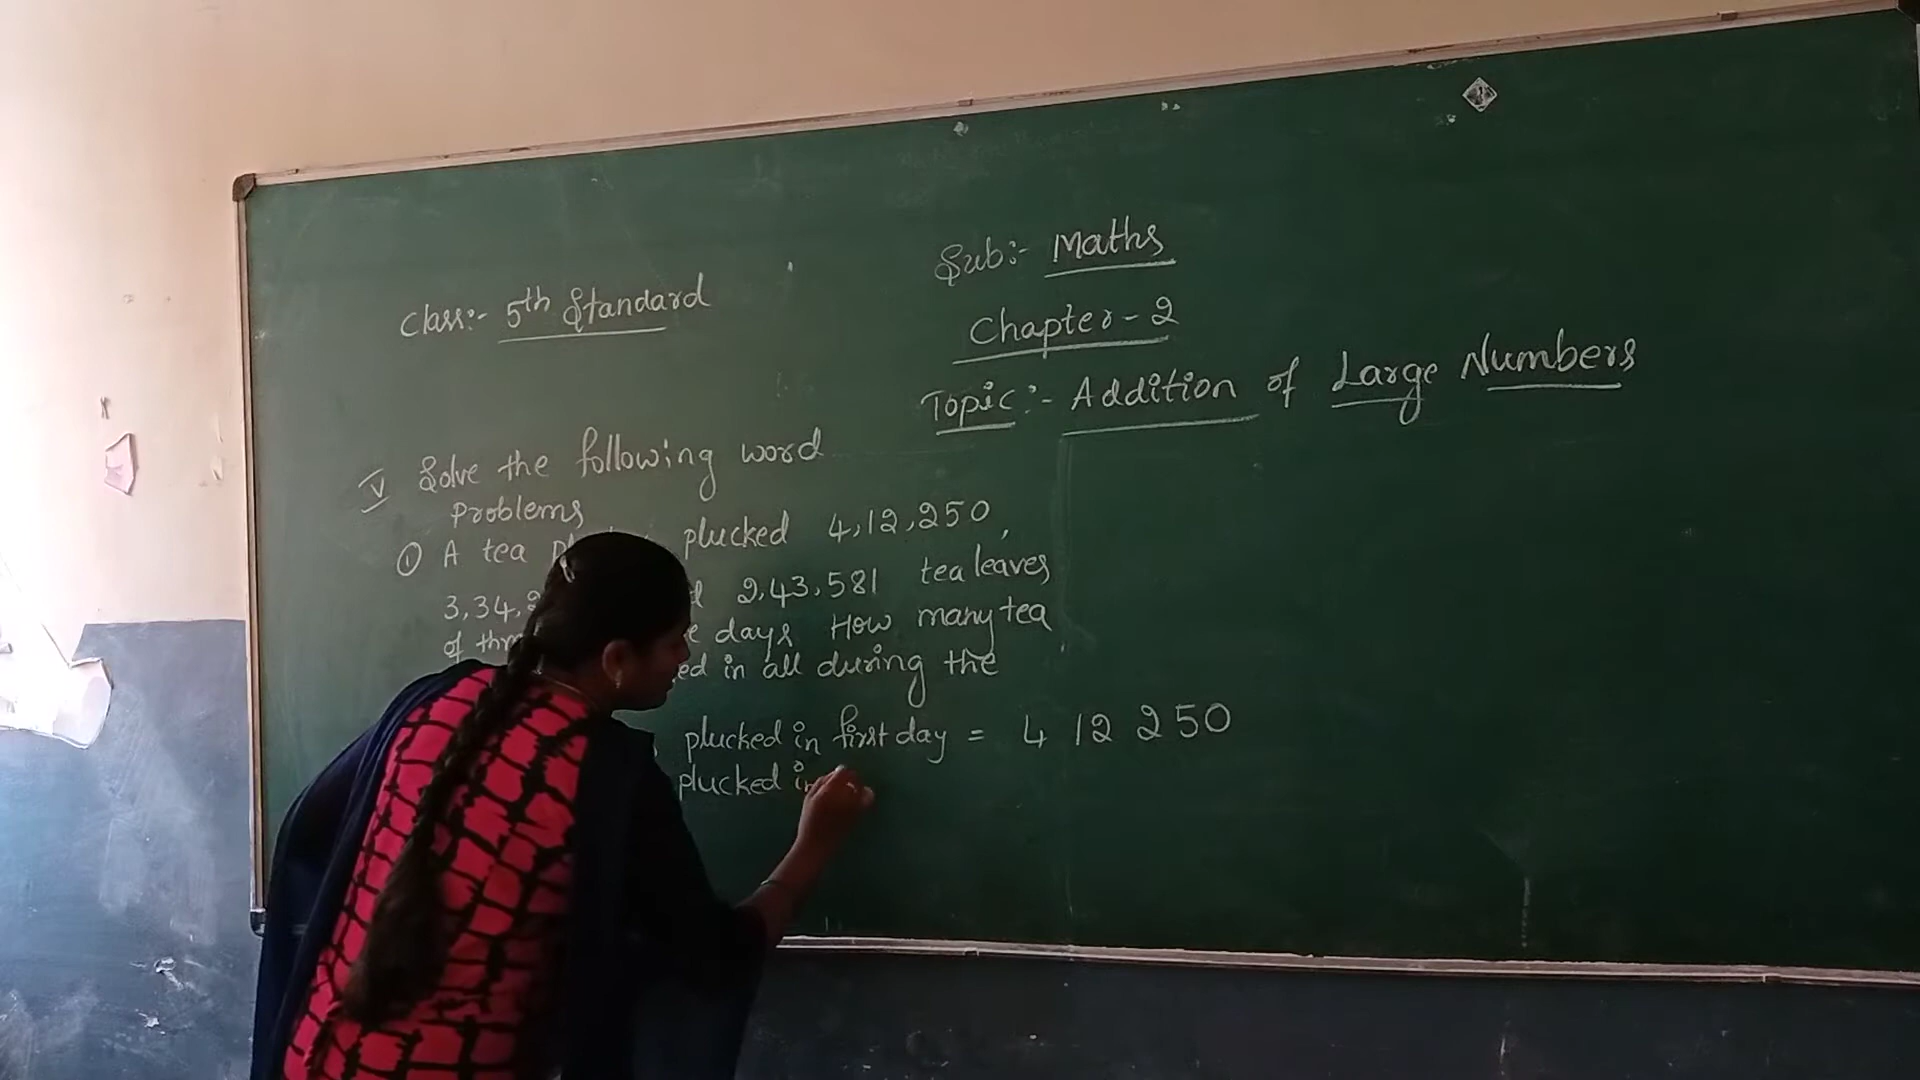 Sub:- Maths
Class:- 5th Standard
Chapter - 2
Topic:- Addition of Large Numbers
V Solve the following word
Problems
① A tea plucked 4,12,250,
3,34, 2,43,581 tea leaves
of days. How many tea
in all during the
plucked in first day = 4 12 250
plucked in